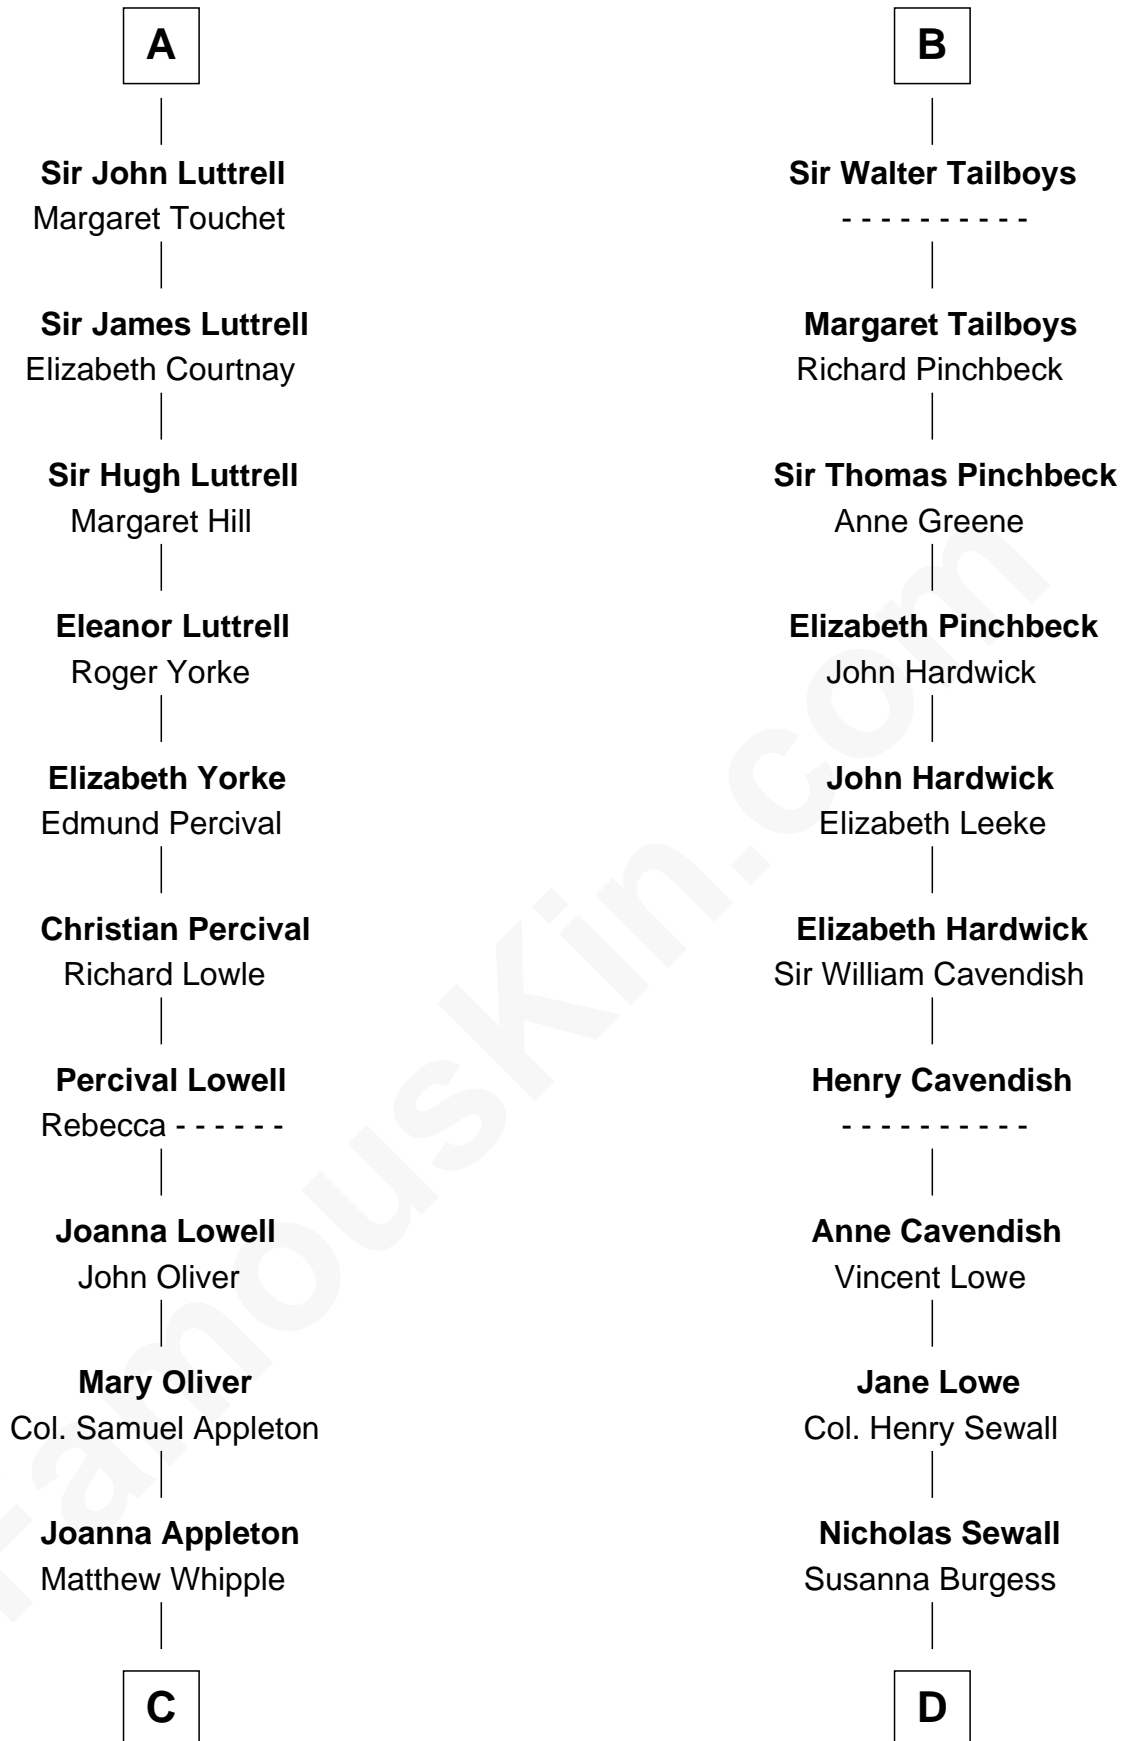 A
Sir John Luttrell
Margaret Touchet
Sir James Luttrell
Elizabeth Courtnay
Sir Hugh Luttrell
Margaret Hill
Eleanor Luttrell
Roger Yorke
Elizabeth Yorke
Edmund Percival
Christian Percival
Richard Lowle
Percival Lowell
Rebecca - - - - - -
Joanna Lowell
John Oliver
Mary Oliver
Col. Samuel Appleton
Joanna Appleton
Matthew Whipple
C
B
Sir Walter Tailboys
- - - - - - - - - -
Margaret Tailboys
Richard Pinchbeck
Sir Thomas Pinchbeck
Anne Greene
Elizabeth Pinchbeck
John Hardwick
John Hardwick
Elizabeth Leeke
Elizabeth Hardwick
Sir William Cavendish
Henry Cavendish
- - - - - - - - - -
Anne Cavendish
Vincent Lowe
Jane Lowe
Col. Henry Sewall
Nicholas Sewall
Susanna Burgess
D
FamousKin.com